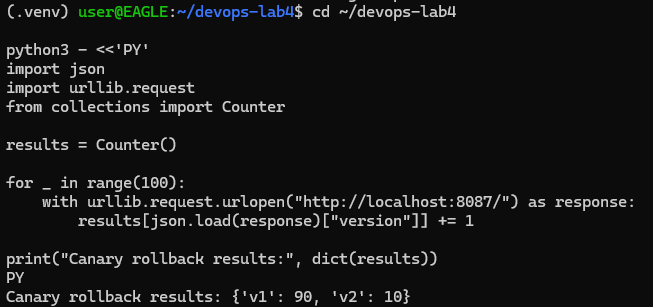 (.venv) user@EAGLE:~/devops-lab4$ cd ~/devops-lab4

python3 - <<'PY'
import json
import urllib.request
from collections import Counter

results = Counter()

for _ in range(100):
    with urllib.request.urlopen("http://localhost:8087/") as response:
        results[json.load(response)["version"]] += 1

print("Canary rollback results:", dict(results))
PY
Canary rollback results: {'v1': 90, 'v2': 10}